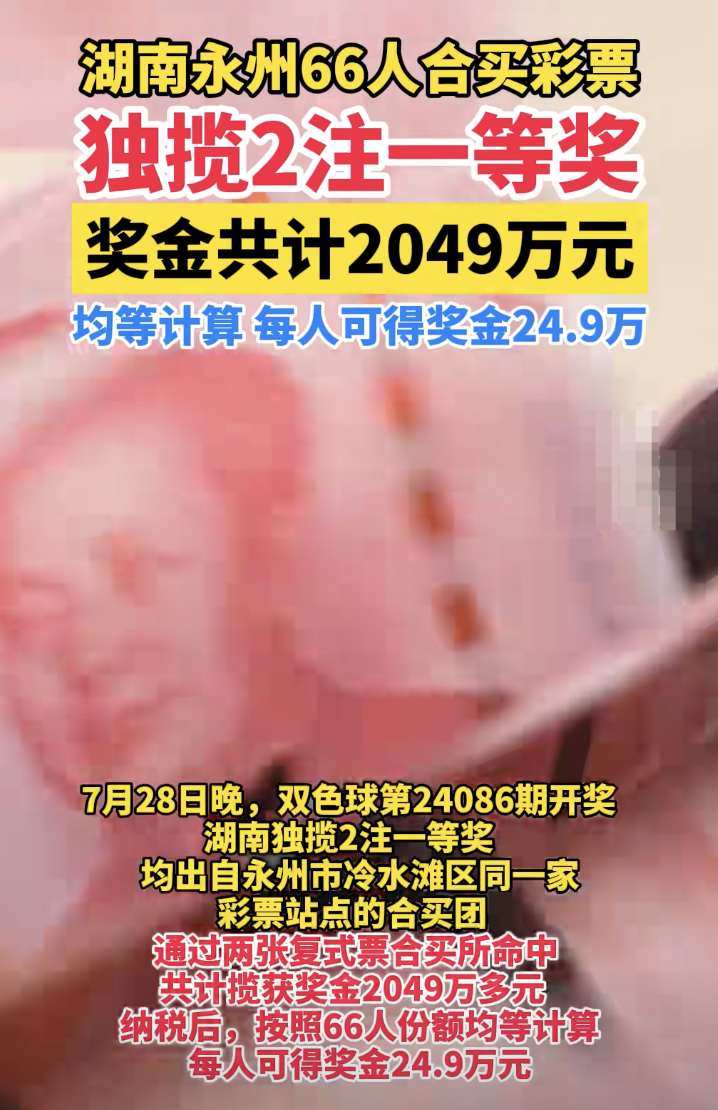 湖南永州66人合买彩票
独揽2注一等奖
奖金共计2049万元
均等计算 每人可得奖金24.9万
7月28日晚，双色球第24086期开奖
湖南独揽2注一等奖
均出自永州市冷水滩区同一家
彩票站点的合买团
通过两张复式票合买所命中
共计揽获奖金2049万多元
纳税后，按照66人份额均等计算
每人可得奖金24.9万元